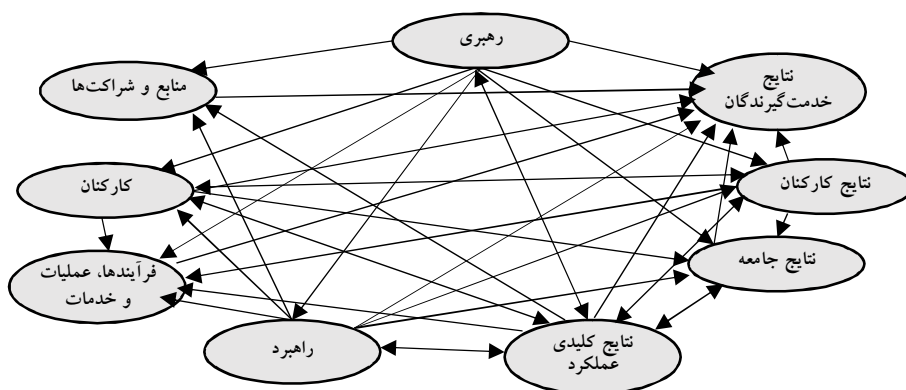 رهبری
نتایج
خدمت‌گیرندگان
منابع و شراکت‌ها
کارکنان
نتایج کارکنان
فرآیندها، عملیات
و خدمات
نتایج جامعه
راهبرد
نتایج کلیدی
عملکرد